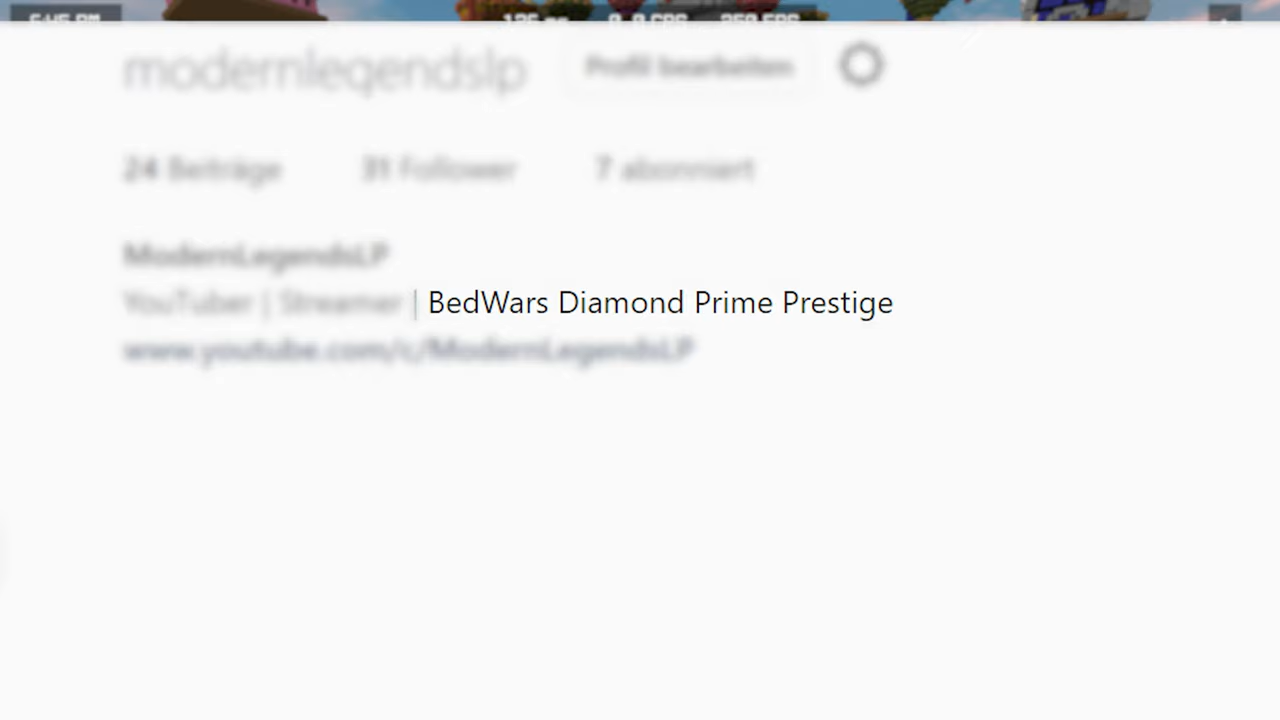 modernlegendslp Profil bearbeiten
24 Beiträge 31 Follower 7 abonniert
ModernLegendsLP
YouTuber | Streamer | BedWars Diamond Prime Prestige
www.youtube.com/c/ModernLegendsLP